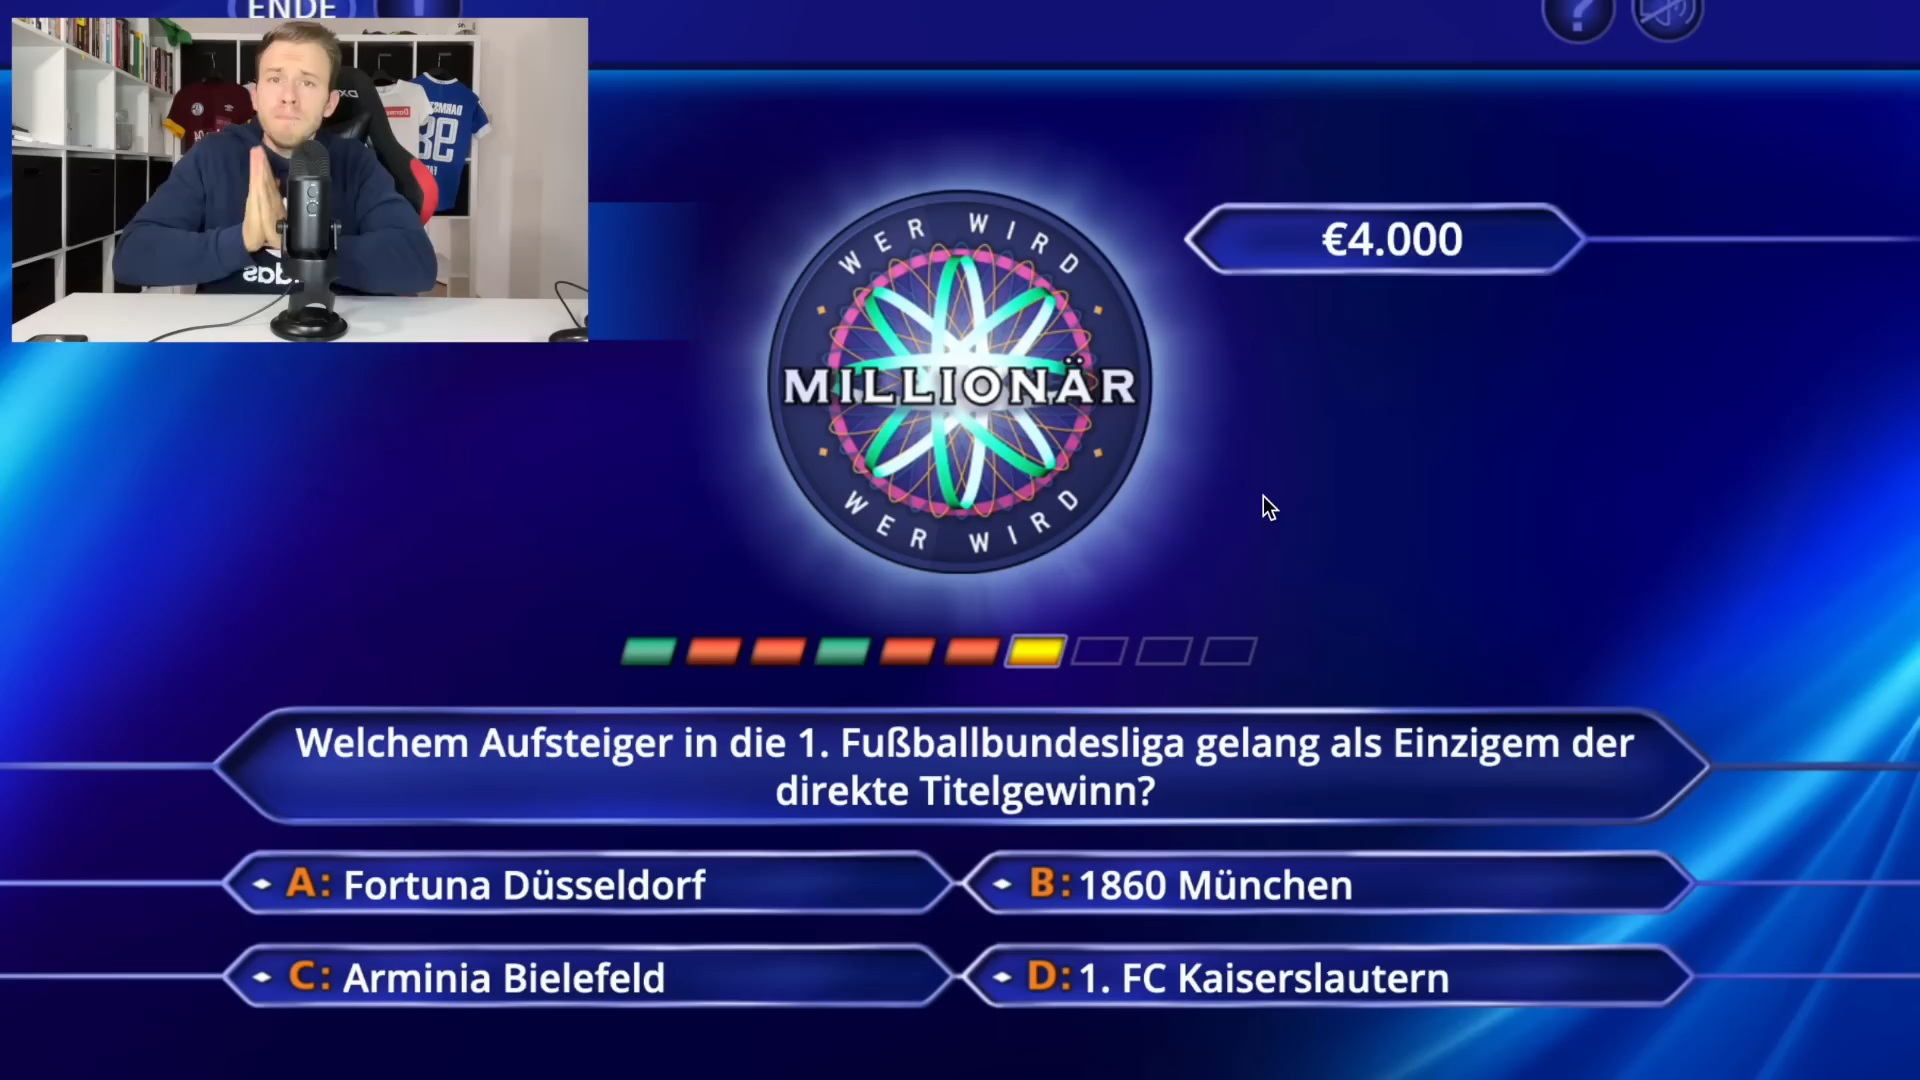 ENDE
?
€4.000
WER WIRD
MILLIONÄR
WER WIRD
Welchem Aufsteiger in die 1. Fußballbundesliga gelang als Einzigem der
direkte Titelgewinn?
A: Fortuna Düsseldorf
B: 1860 München
C: Arminia Bielefeld
D: 1. FC Kaiserslautern